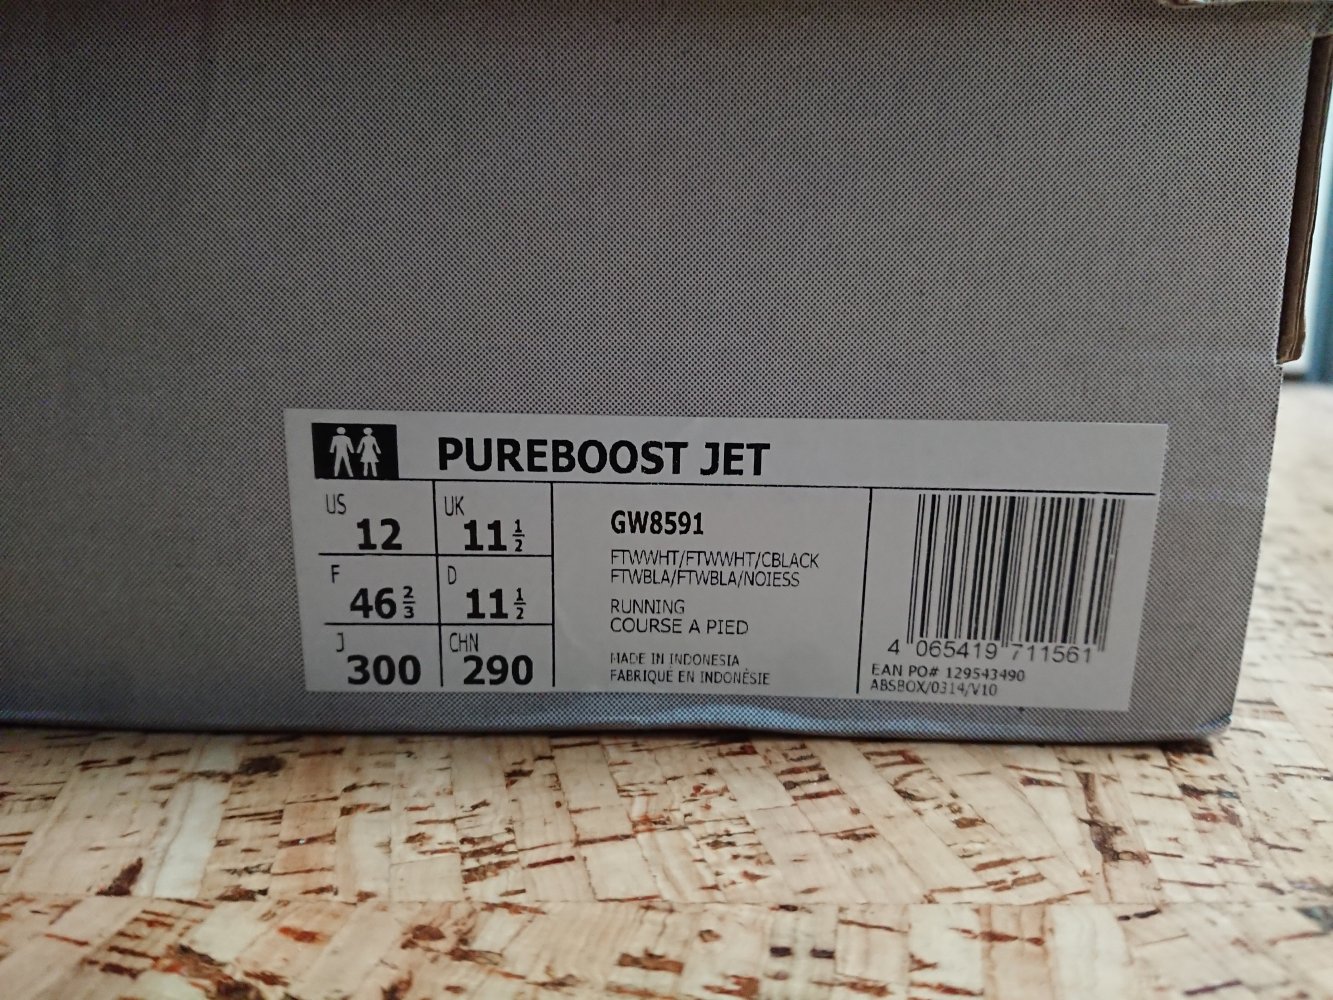 PUREBOOST JET
US 12
UK 11 1/2
F 46 2/3
D 11 1/2
J 300
CHN 290
GW8591
FTWWHT/FTWWHT/CBLACK
FTWBLA/FTWBLA/NOIESS
RUNNING
COURSE A PIED
MADE IN INDONESIA
FABRIQUÉ EN INDONÉSIE
4 065419 711561
EAN PO# 129543490
ABSBOX/0314/V10